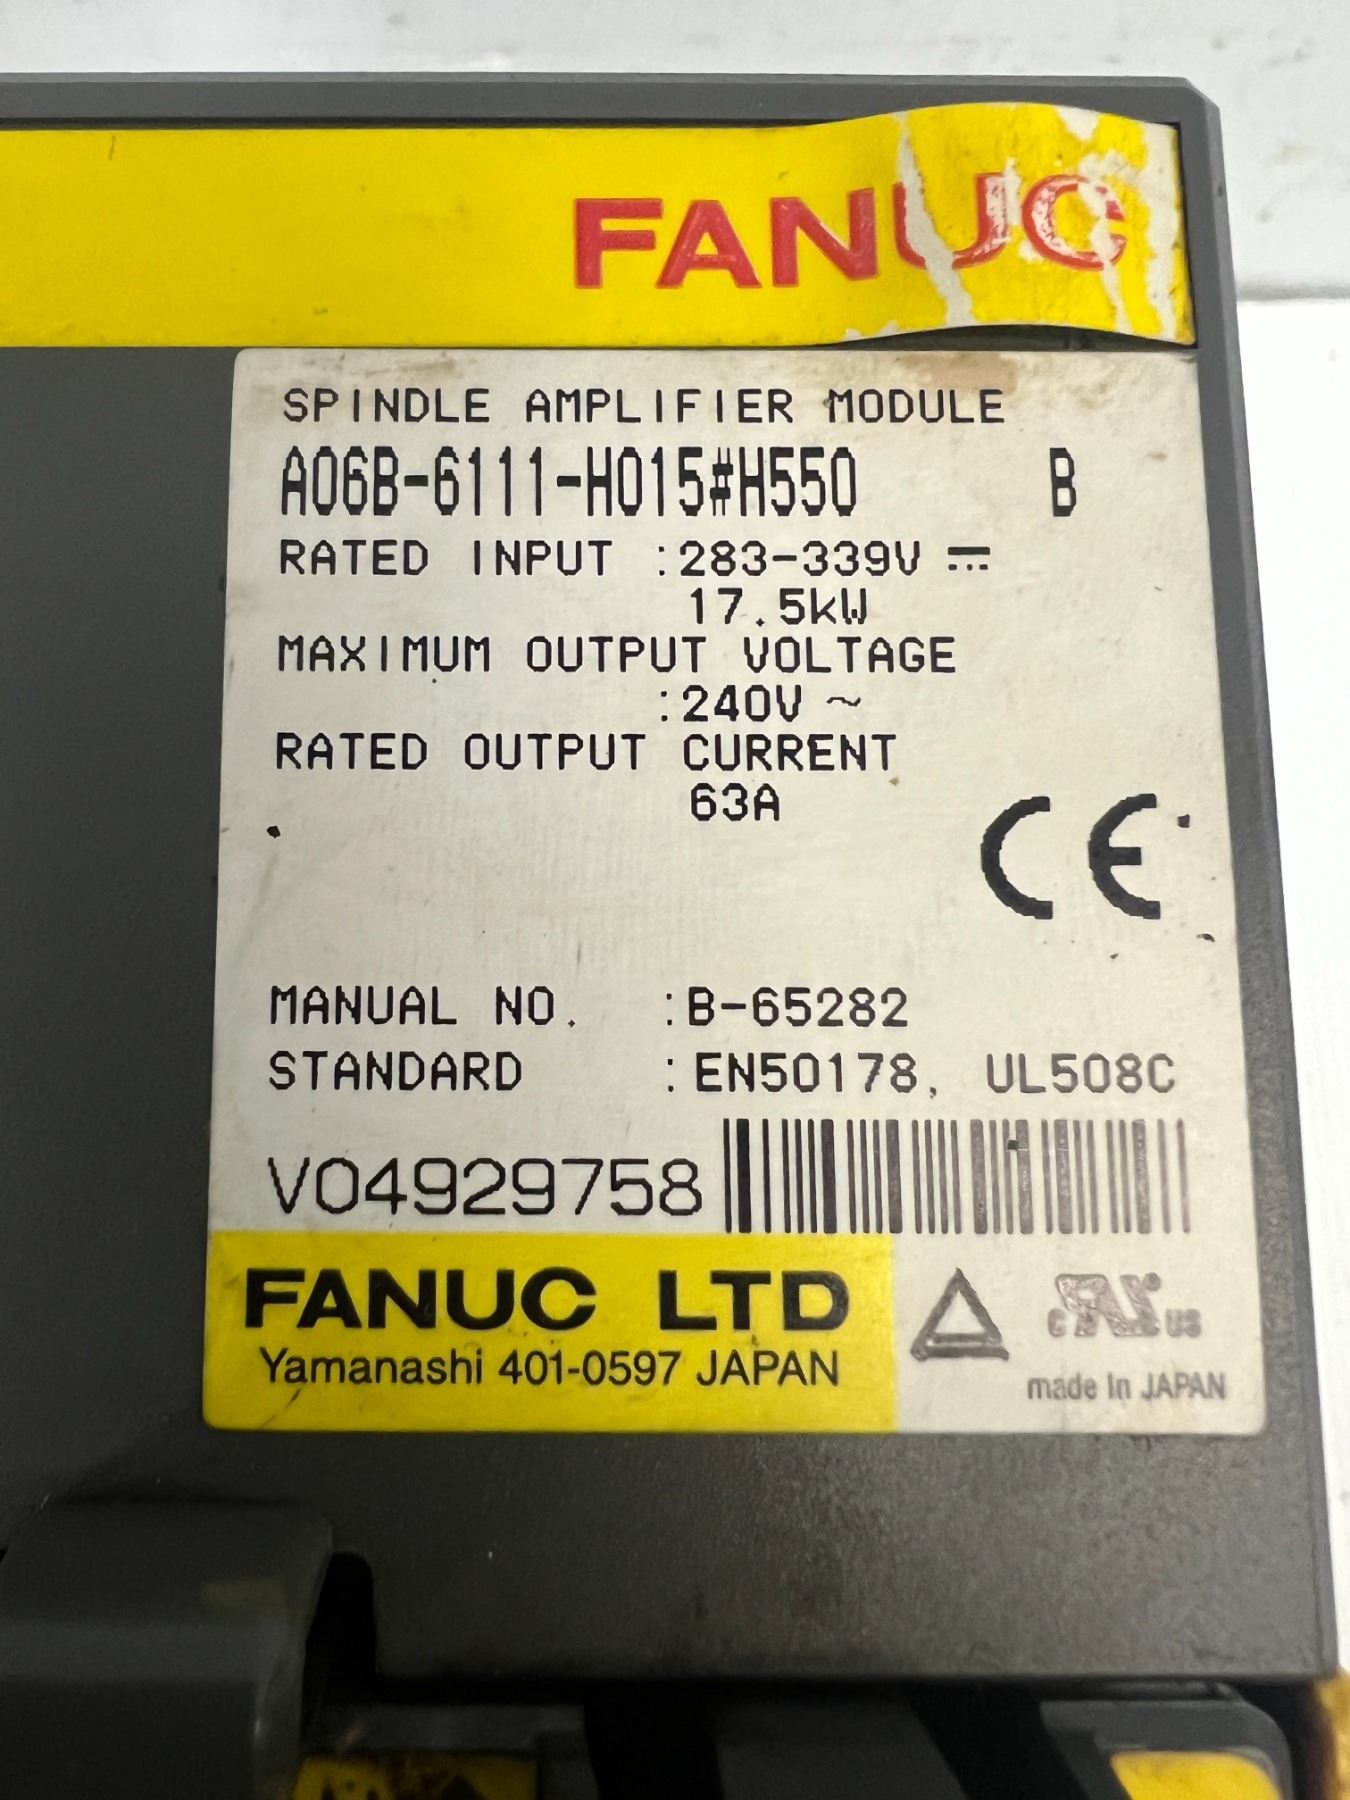 FANUC
SPINDLE AMPLIFIER MODULE
A06B-6111-H015#H550 B
RATED INPUT :283-339V ⎓
17.5kW
MAXIMUM OUTPUT VOLTAGE
:240V ~
RATED OUTPUT CURRENT
63A
CE
MANUAL NO. :B-65282
STANDARD :EN50178, UL508C
V04929758
FANUC LTD
Yamanashi 401-0597 JAPAN
c RU us
made in JAPAN